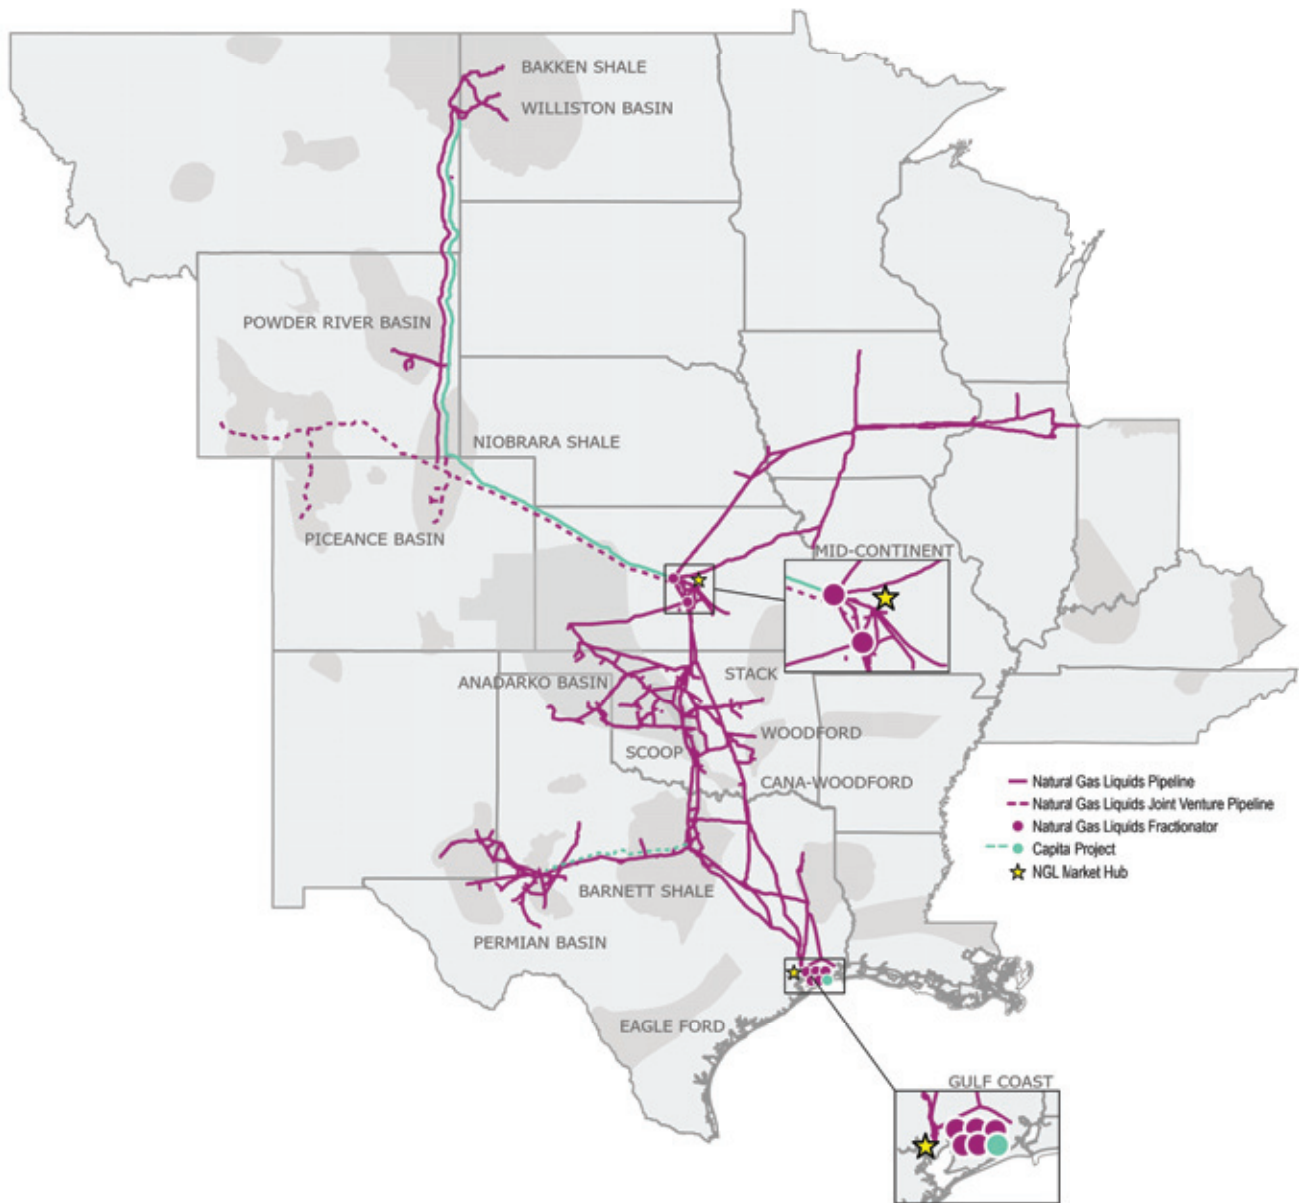 BAKKEN SHALE
WILLISTON BASIN
POWDER RIVER BASIN
NIOBRARA SHALE
PICEANCE BASIN
MID-CONTINENT
ANADARKO BASIN
STACK
WOODFORD
SCOOP
CANA-WOODFORD
Natural Gas Liquids Pipeline
Natural Gas Liquids Joint Venture Pipeline
Natural Gas Liquids Fractionator
Capita Project
NGL Market Hub
BARNETT SHALE
PERMIAN BASIN
EAGLE FORD
GULF COAST